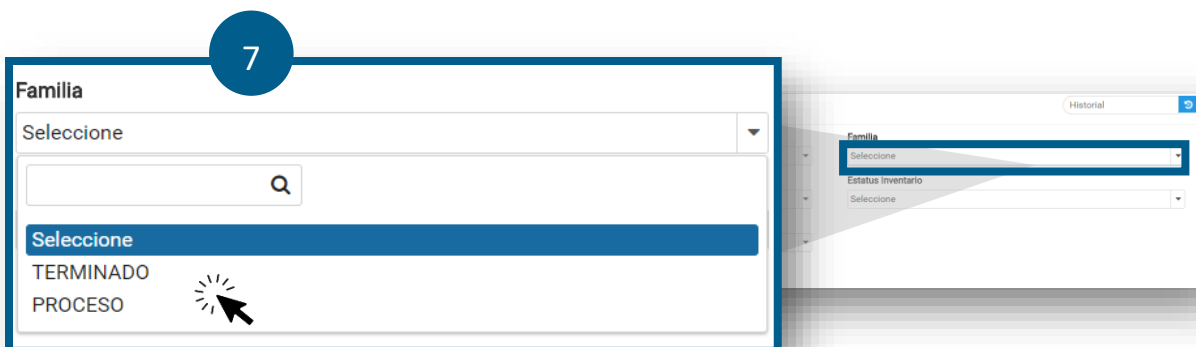 7
Familia
Seleccione
Seleccione
TERMINADO
PROCESO
Historial
Familia
Seleccione
Estatus Inventario
Seleccione